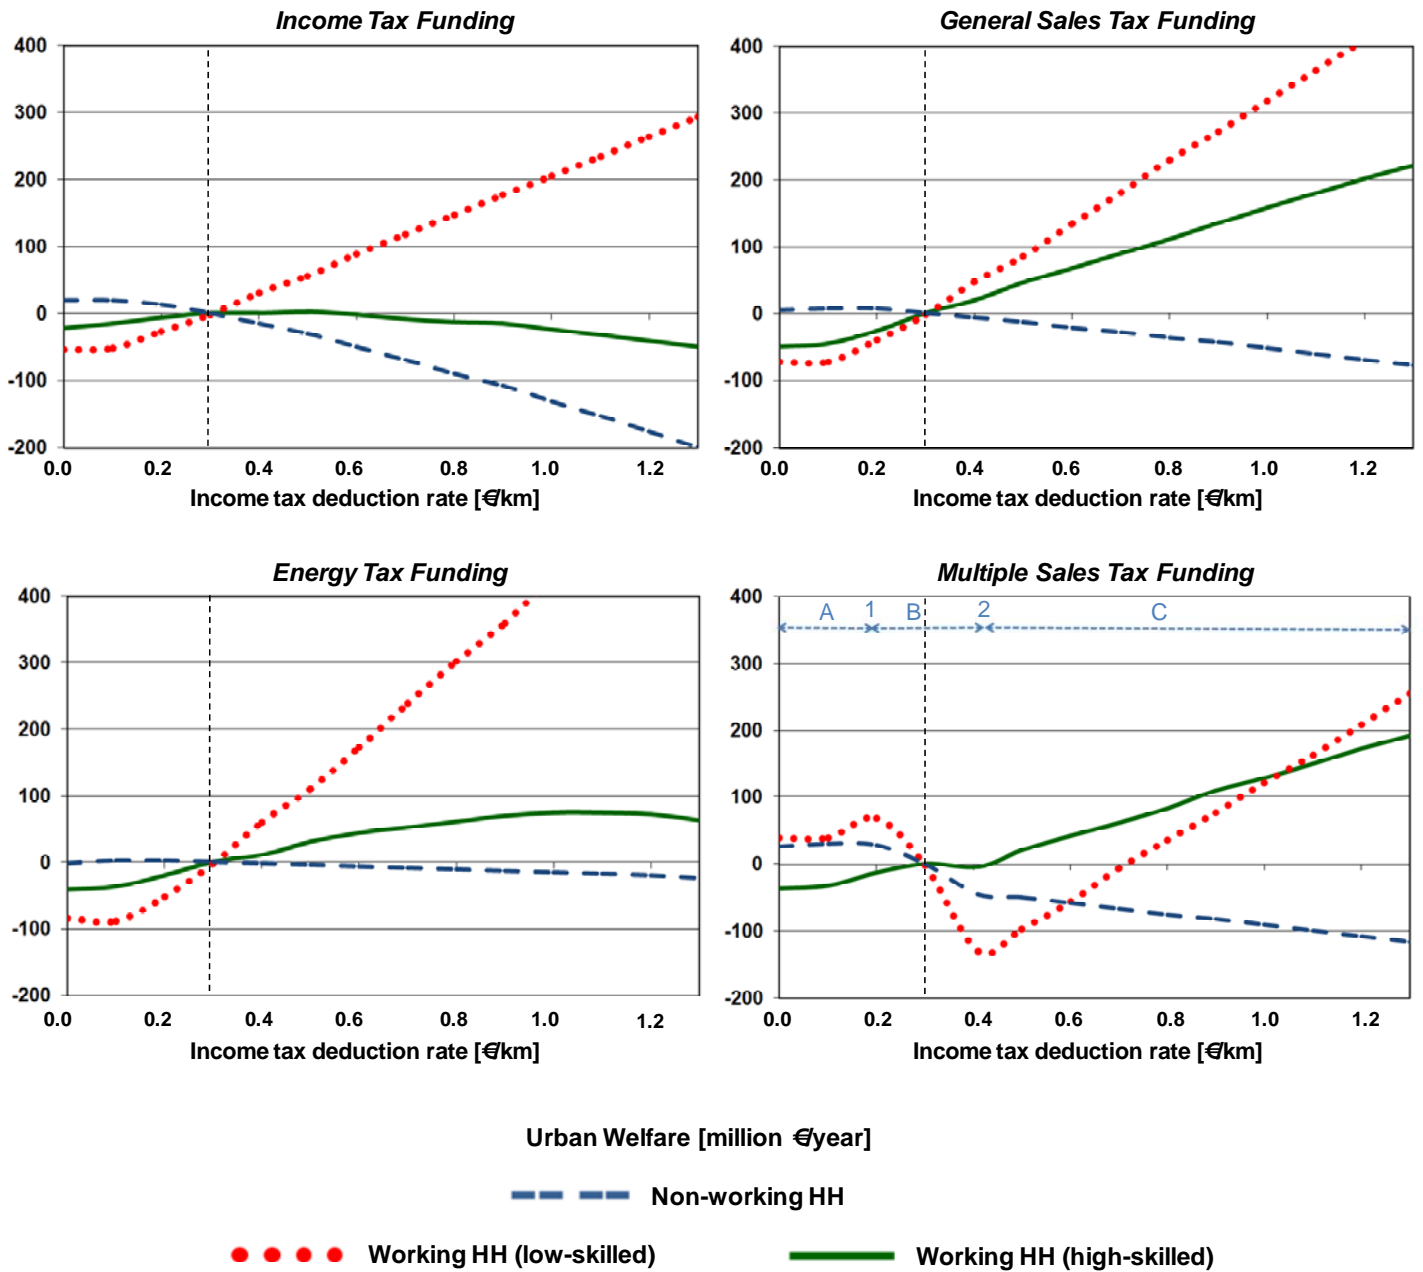 Income Tax Funding
400
300
200
100
0
-100
-200
0.0 0.2 0.4 0.6 0.8 1.0 1.2
Income tax deduction rate [€/km]
General Sales Tax Funding
400
300
200
100
0
-100
-200
0.0 0.2 0.4 0.6 0.8 1.0 1.2
Income tax deduction rate [€/km]
Energy Tax Funding
400
300
200
100
0
-100
-200
0.0 0.2 0.4 0.6 0.8 1.0 1.2
Income tax deduction rate [€/km]
Multiple Sales Tax Funding
A 1 B 2 C
400
300
200
100
0
-100
-200
0.0 0.2 0.4 0.6 0.8 1.0 1.2
Income tax deduction rate [€/km]
Urban Welfare [million €/year]
Non-working HH
Working HH (low-skilled)
Working HH (high-skilled)